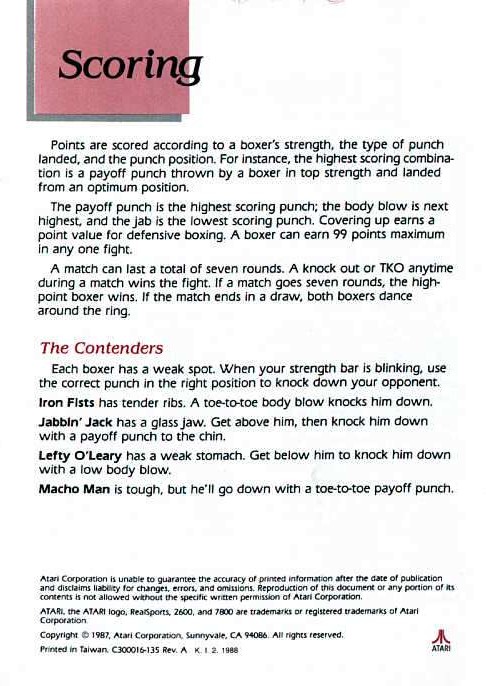 Scoring
Points are scored according to a boxer's strength, the type of punch
landed, and the punch position. For instance, the highest scoring combina-
tion is a payoff punch thrown by a boxer in top strength and landed
from an optimum position.
The payoff punch is the highest scoring punch; the body blow is next
highest, and the jab is the lowest scoring punch. Covering up earns a
point value for defensive boxing. A boxer can earn 99 points maximum
in any one fight.
A match can last a total of seven rounds. A knock out or TKO anytime
during a match wins the fight. If a match goes seven rounds, the high-
point boxer wins. If the match ends in a draw, both boxers dance
around the ring.
The Contenders
Each boxer has a weak spot. When your strength bar is blinking, use
the correct punch in the right position to knock down your opponent.
Iron Fists has tender ribs. A toe-to-toe body blow knocks him down.
Jabbin' Jack has a glass jaw. Get above him, then knock him down
with a payoff punch to the chin.
Lefty O'Leary has a weak stomach. Get below him to knock him down
with a low body blow.
Macho Man is tough, but he'll go down with a toe-to-toe payoff punch.
Atari Corporation is unable to guarantee the accuracy of printed information after the date of publication
and disclaims liability for changes, errors, and omissions. Reproduction of this document or any portion of its
contents is not allowed without the specific written permission of Atari Corporation.
ATARI, the ATARI logo, RealSports, 2600, and 7800 are trademarks or registered trademarks of Atari
Corporation.
Copyright © 1987, Atari Corporation, Sunnyvale, CA 94086. All rights reserved.
Printed in Taiwan. C300016-135 Rev. A K. I. 2. 1988
ATARI